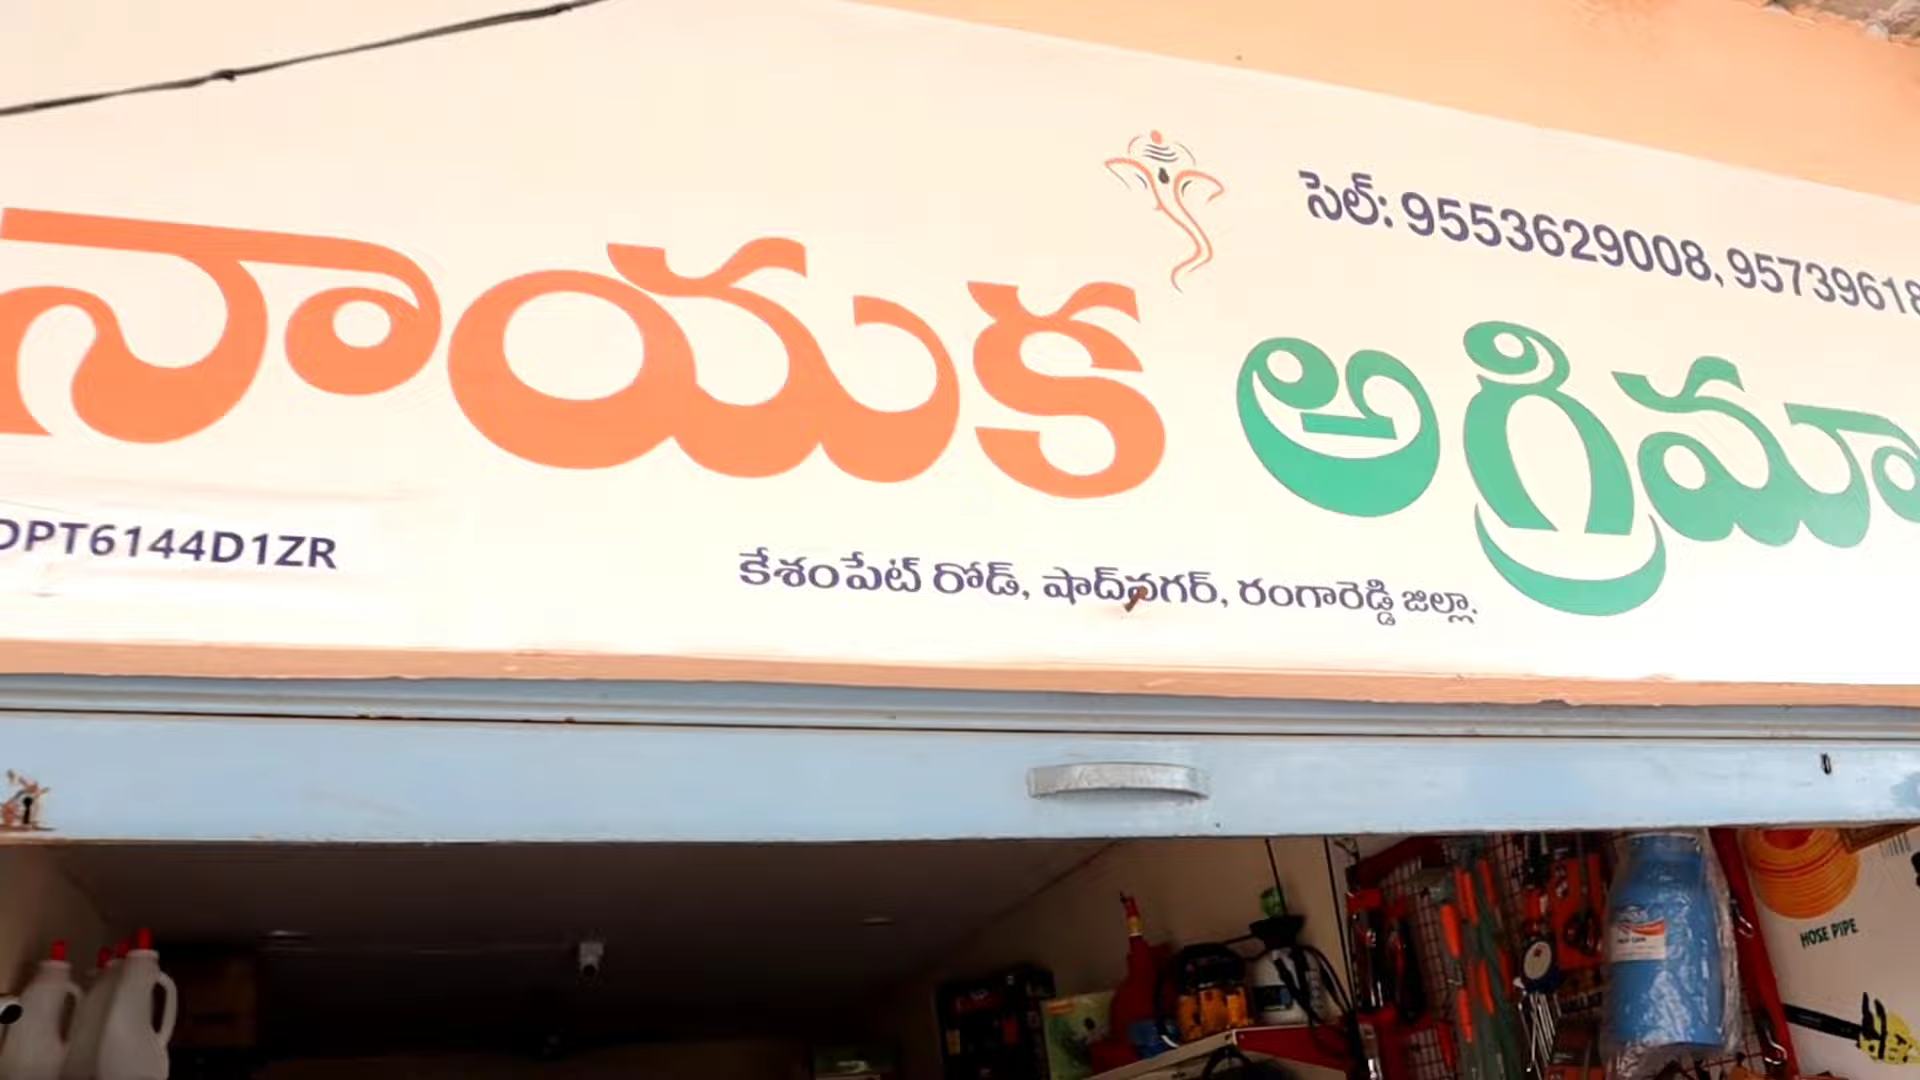 సెల్: 9553629008, 95739618
నాయక అగ్రిమా
DPT6144D1ZR
కేశంపేట్ రోడ్, షాద్‌నగర్, రంగారెడ్డి జిల్లా.
HOSE PIPE